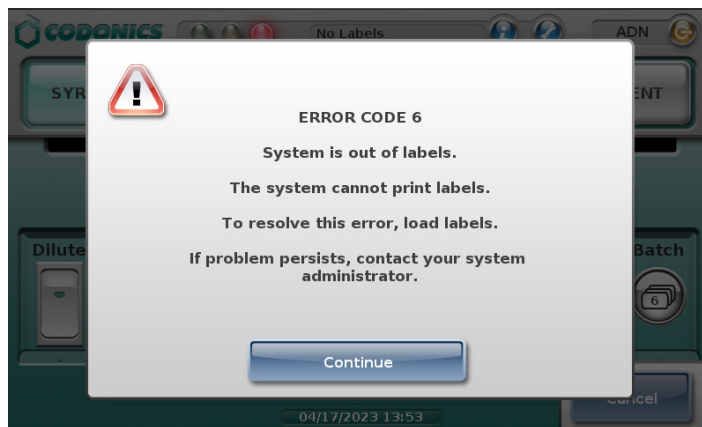 CODONICS
No Labels
ADN
SYR
ENT
ERROR CODE 6
System is out of labels.
The system cannot print labels.
To resolve this error, load labels.
If problem persists, contact your system
administrator.
Dilute
Batch
6
Continue
Cancel
04/17/2023 13:53